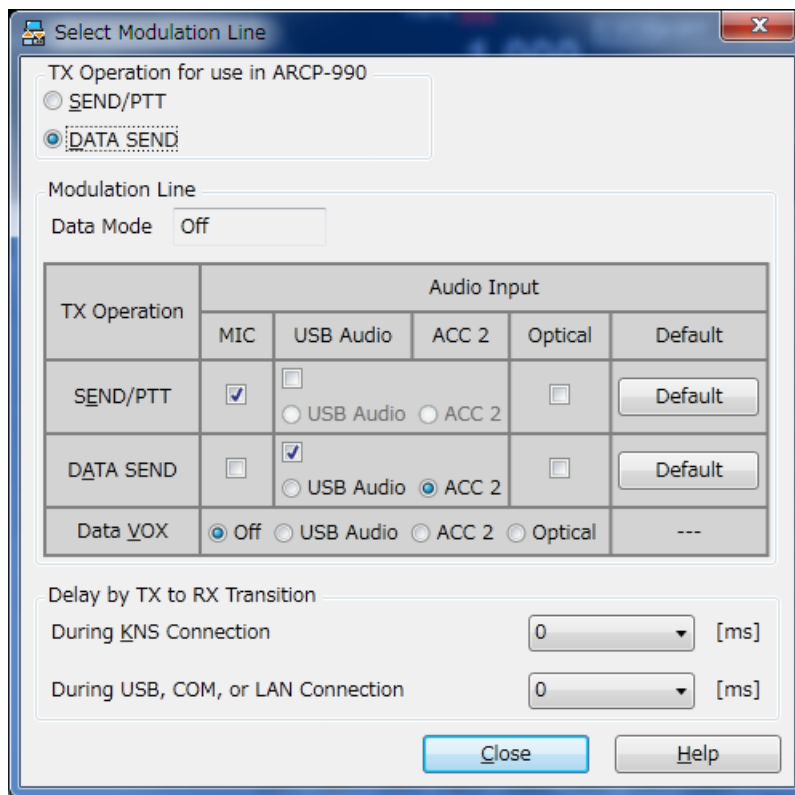 Select Modulation Line
TX Operation for use in ARCP-990
SEND/PTT
DATA SEND
Modulation Line
Data Mode Off
TX Operation
Audio Input
MIC USB Audio ACC 2 Optical Default
SEND/PTT
USB Audio ACC 2
Default
DATA SEND
USB Audio ACC 2
Default
Data VOX Off USB Audio ACC 2 Optical ---
Delay by TX to RX Transition
During KNS Connection 0 [ms]
During USB, COM, or LAN Connection 0 [ms]
Close Help